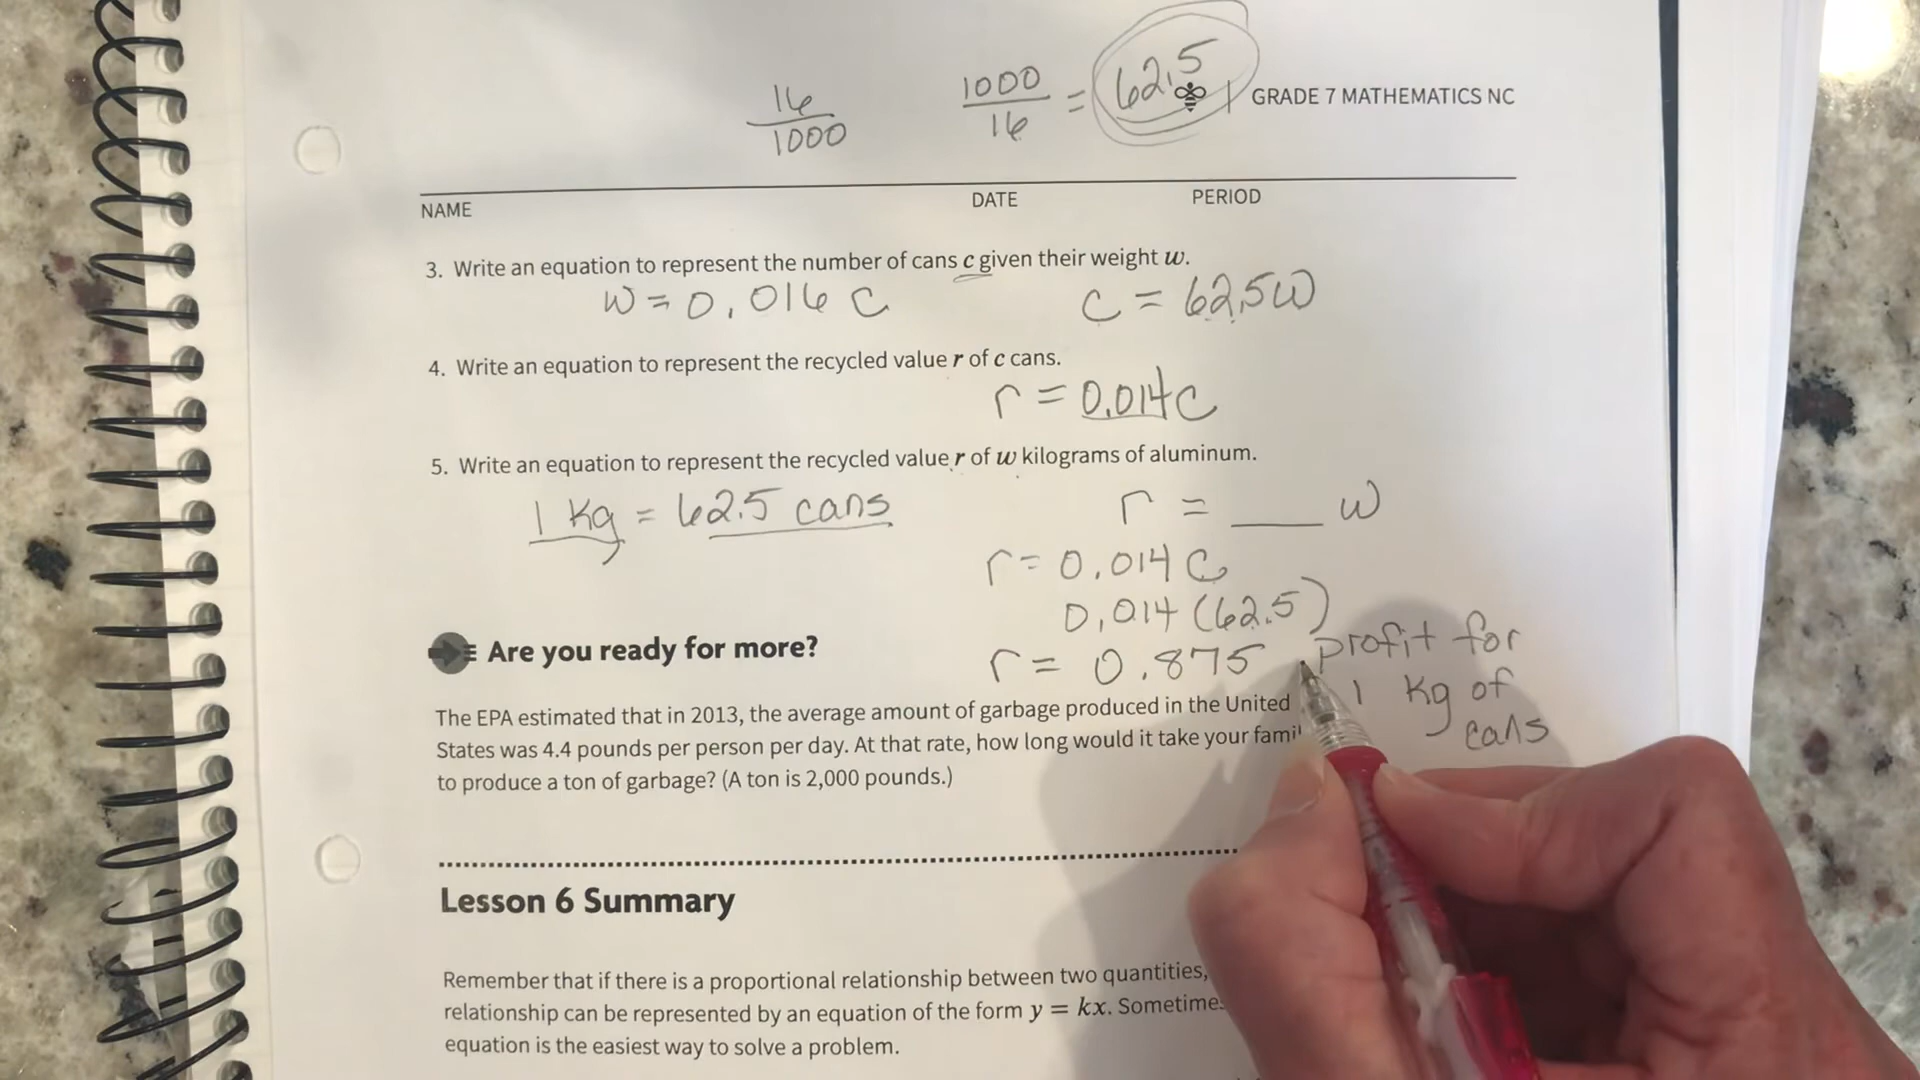 16
1000
1000
16
= 62.5
GRADE 7 MATHEMATICS NC
NAME DATE PERIOD
3. Write an equation to represent the number of cans c given their weight w.
w = 0.016 c c = 62.5w
4. Write an equation to represent the recycled value r of c cans.
r = 0.014c
5. Write an equation to represent the recycled value r of w kilograms of aluminum.
1 kg = 62.5 cans r = ___ w
r = 0.014 c
0.014 (62.5)
r = 0.875 profit for
1 kg of
cans
Are you ready for more?
The EPA estimated that in 2013, the average amount of garbage produced in the United
States was 4.4 pounds per person per day. At that rate, how long would it take your famil
to produce a ton of garbage? (A ton is 2,000 pounds.)
Lesson 6 Summary
Remember that if there is a proportional relationship between two quantities,
relationship can be represented by an equation of the form y = kx. Sometimes
equation is the easiest way to solve a problem.